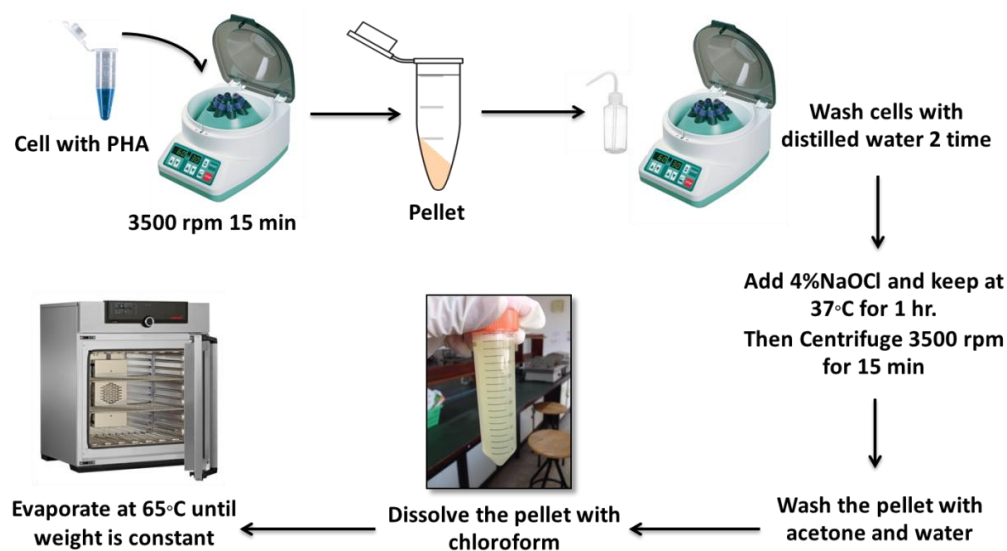 Cell with PHA
3500 rpm 15 min
Pellet
Wash cells with
distilled water 2 time
Add 4%NaOCl and keep at
37◦C for 1 hr.
Then Centrifuge 3500 rpm
for 15 min
Wash the pellet with
acetone and water
Dissolve the pellet with
chloroform
Evaporate at 65◦C until
weight is constant